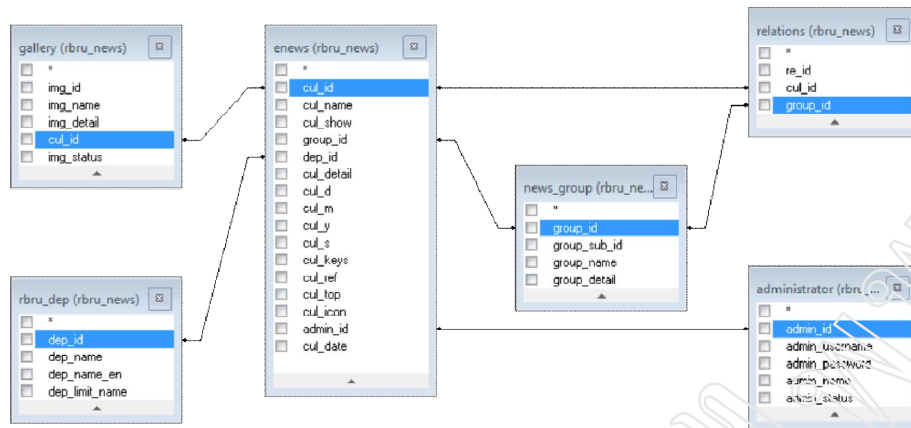 gallery (rbru_news)
*
img_id
img_name
img_detail
cul_id
img_status
enews (rbru_news)
*
cul_id
cul_name
cul_show
group_id
dep_id
cul_detail
cul_d
cul_m
cul_y
cul_s
cul_keys
cul_ref
cul_top
cul_icon
admin_id
cul_date
relations (rbru_news)
*
re_id
cul_id
group_id
news_group (rbru_ne...
*
group_id
group_sub_id
group_name
group_detail
rbru_dep (rbru_news)
*
dep_id
dep_name
dep_name_en
dep_limit_name
administrator (rbru_...
*
admin_id
admin_username
admin_password
admin_name
admin_status